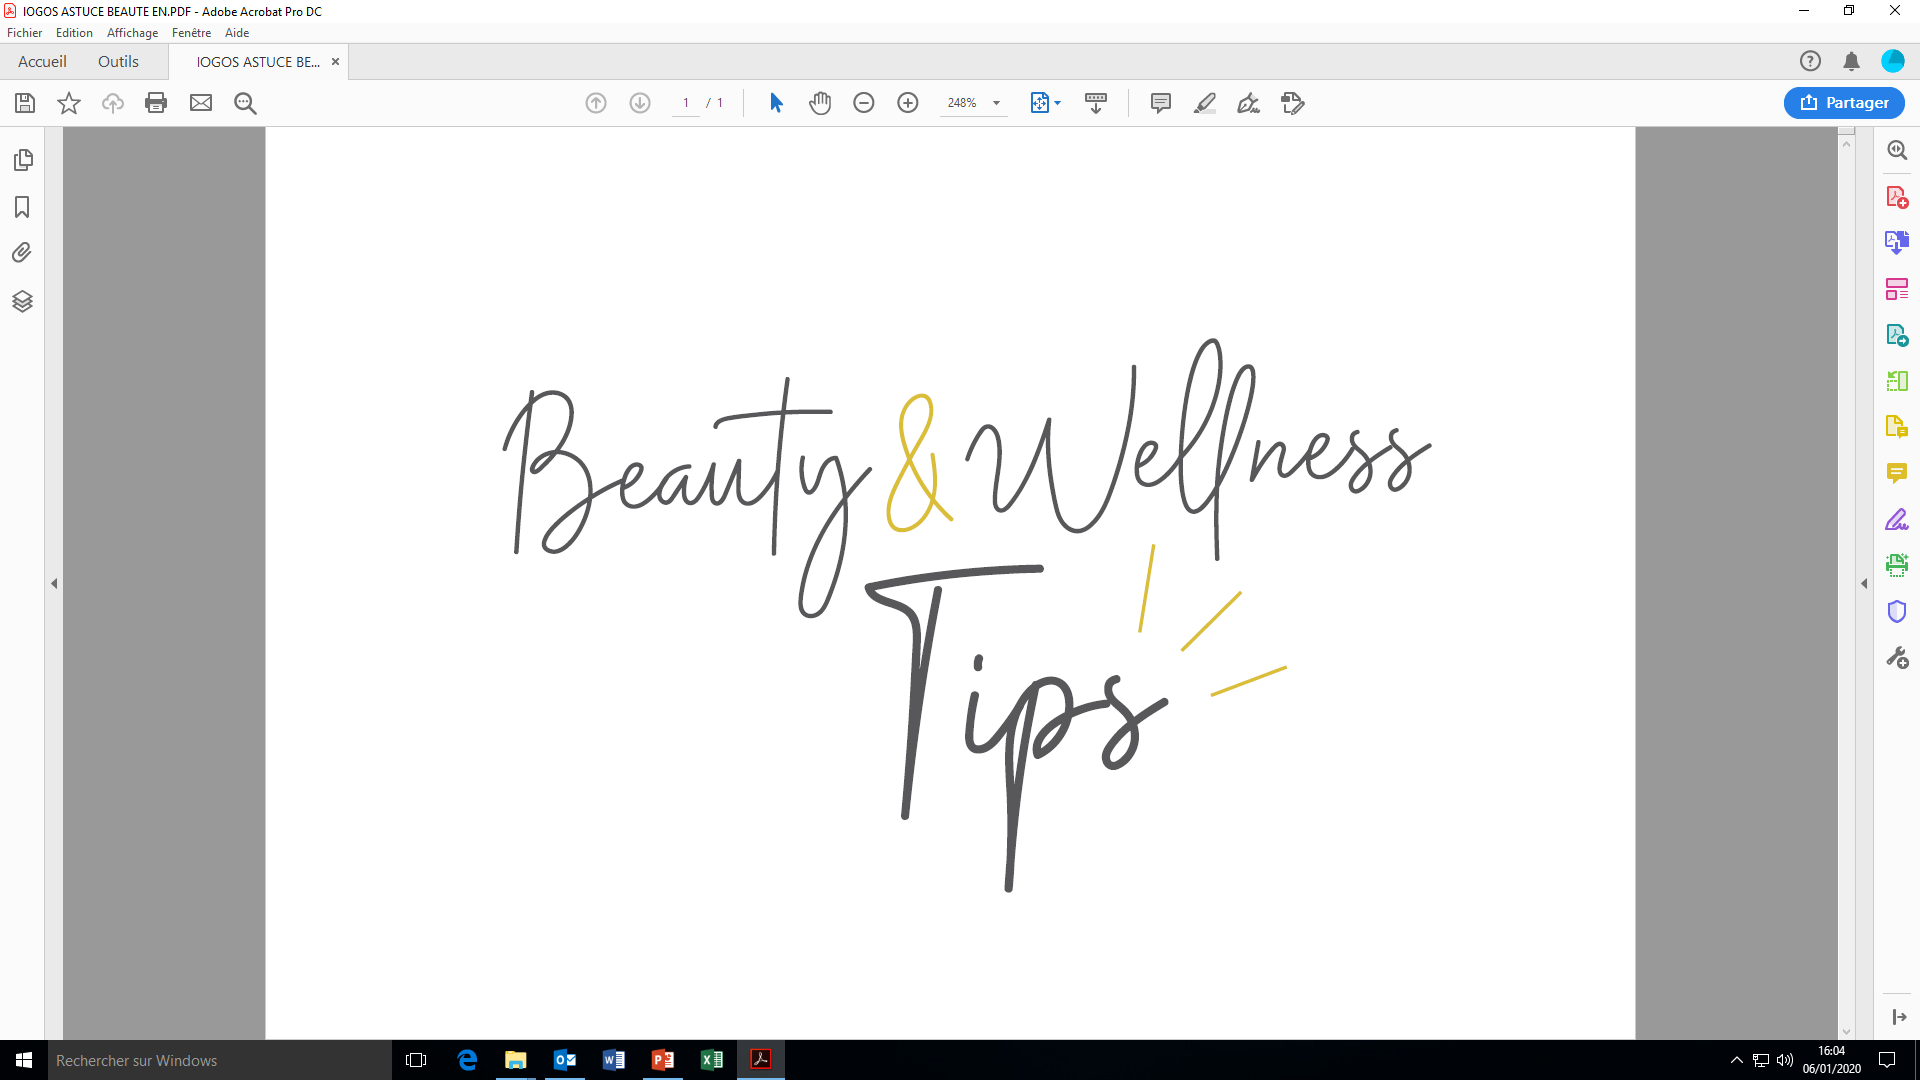 IOGOS ASTUCE BEAUTE EN.PDF - Adobe Acrobat Pro DC
Fichier Edition Affichage Fenêtre Aide
Accueil Outils IOGOS ASTUCE BE...
1 / 1 248% Partager
Beauty & Wellness
Tips
Rechercher sur Windows
16:04
06/01/2020